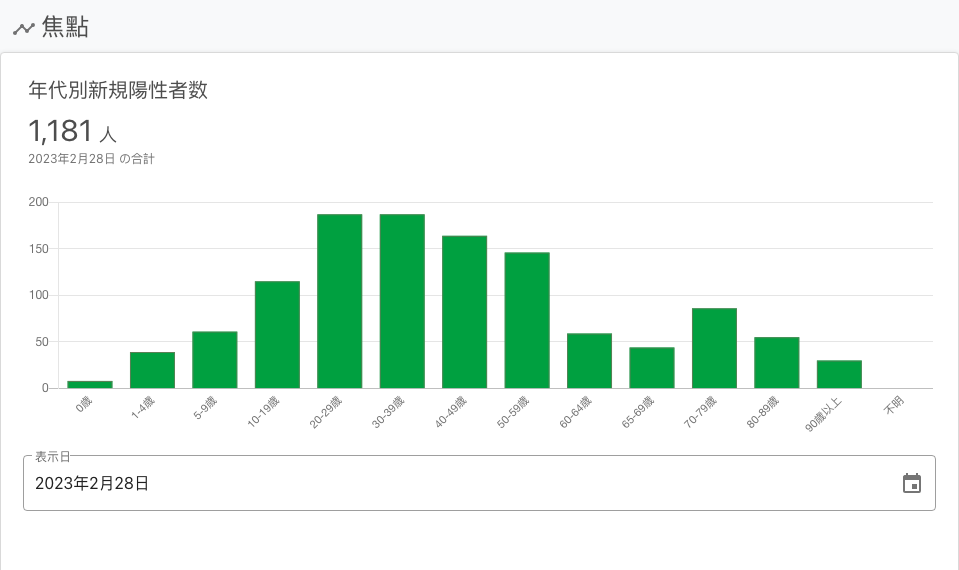 焦點
年代別新規陽性者数
1,181 人
2023年2月28日 の合計
200
150
100
50
0
0歳
1-4歳
5-9歳
10-19歳
20-29歳
30-39歳
40-49歳
50-59歳
60-64歳
65-69歳
70-79歳
80-89歳
90歳以上
不明
表示日
2023年2月28日